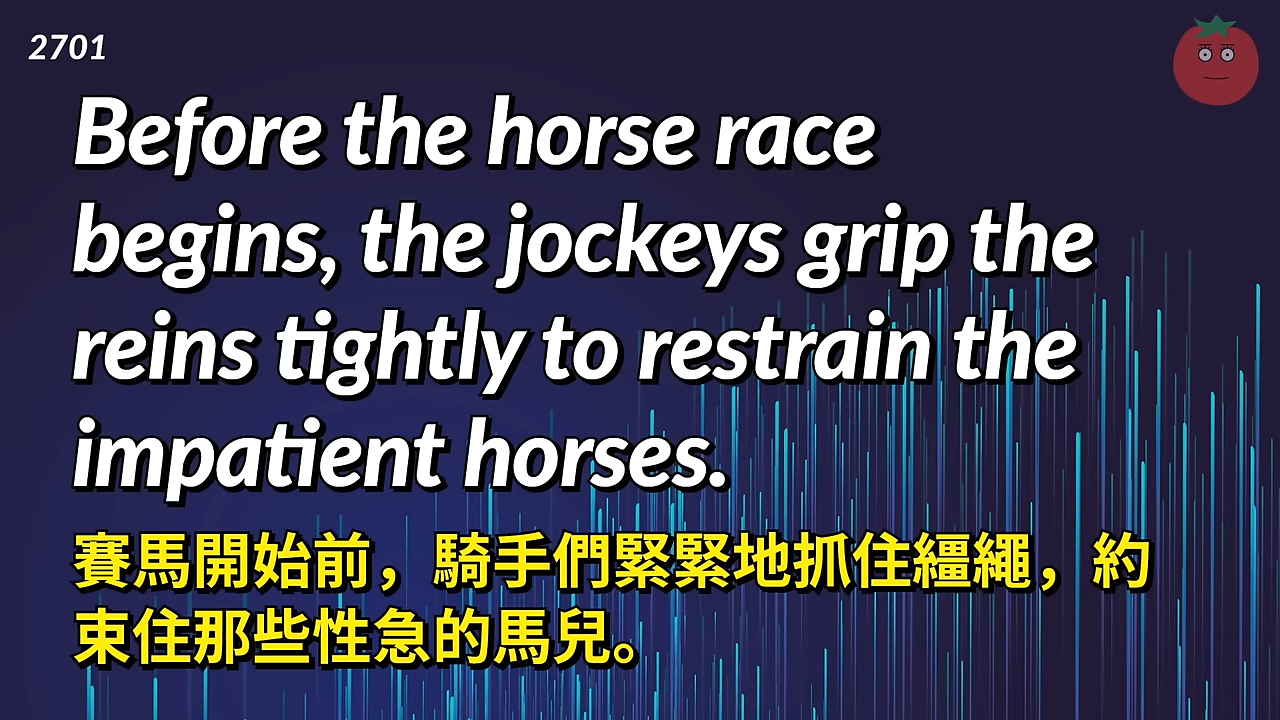 2701
Before the horse race
begins, the jockeys grip the
reins tightly to restrain the
impatient horses.
賽馬開始前，騎手們緊緊地抓住繮繩，約
束住那些性急的馬兒。